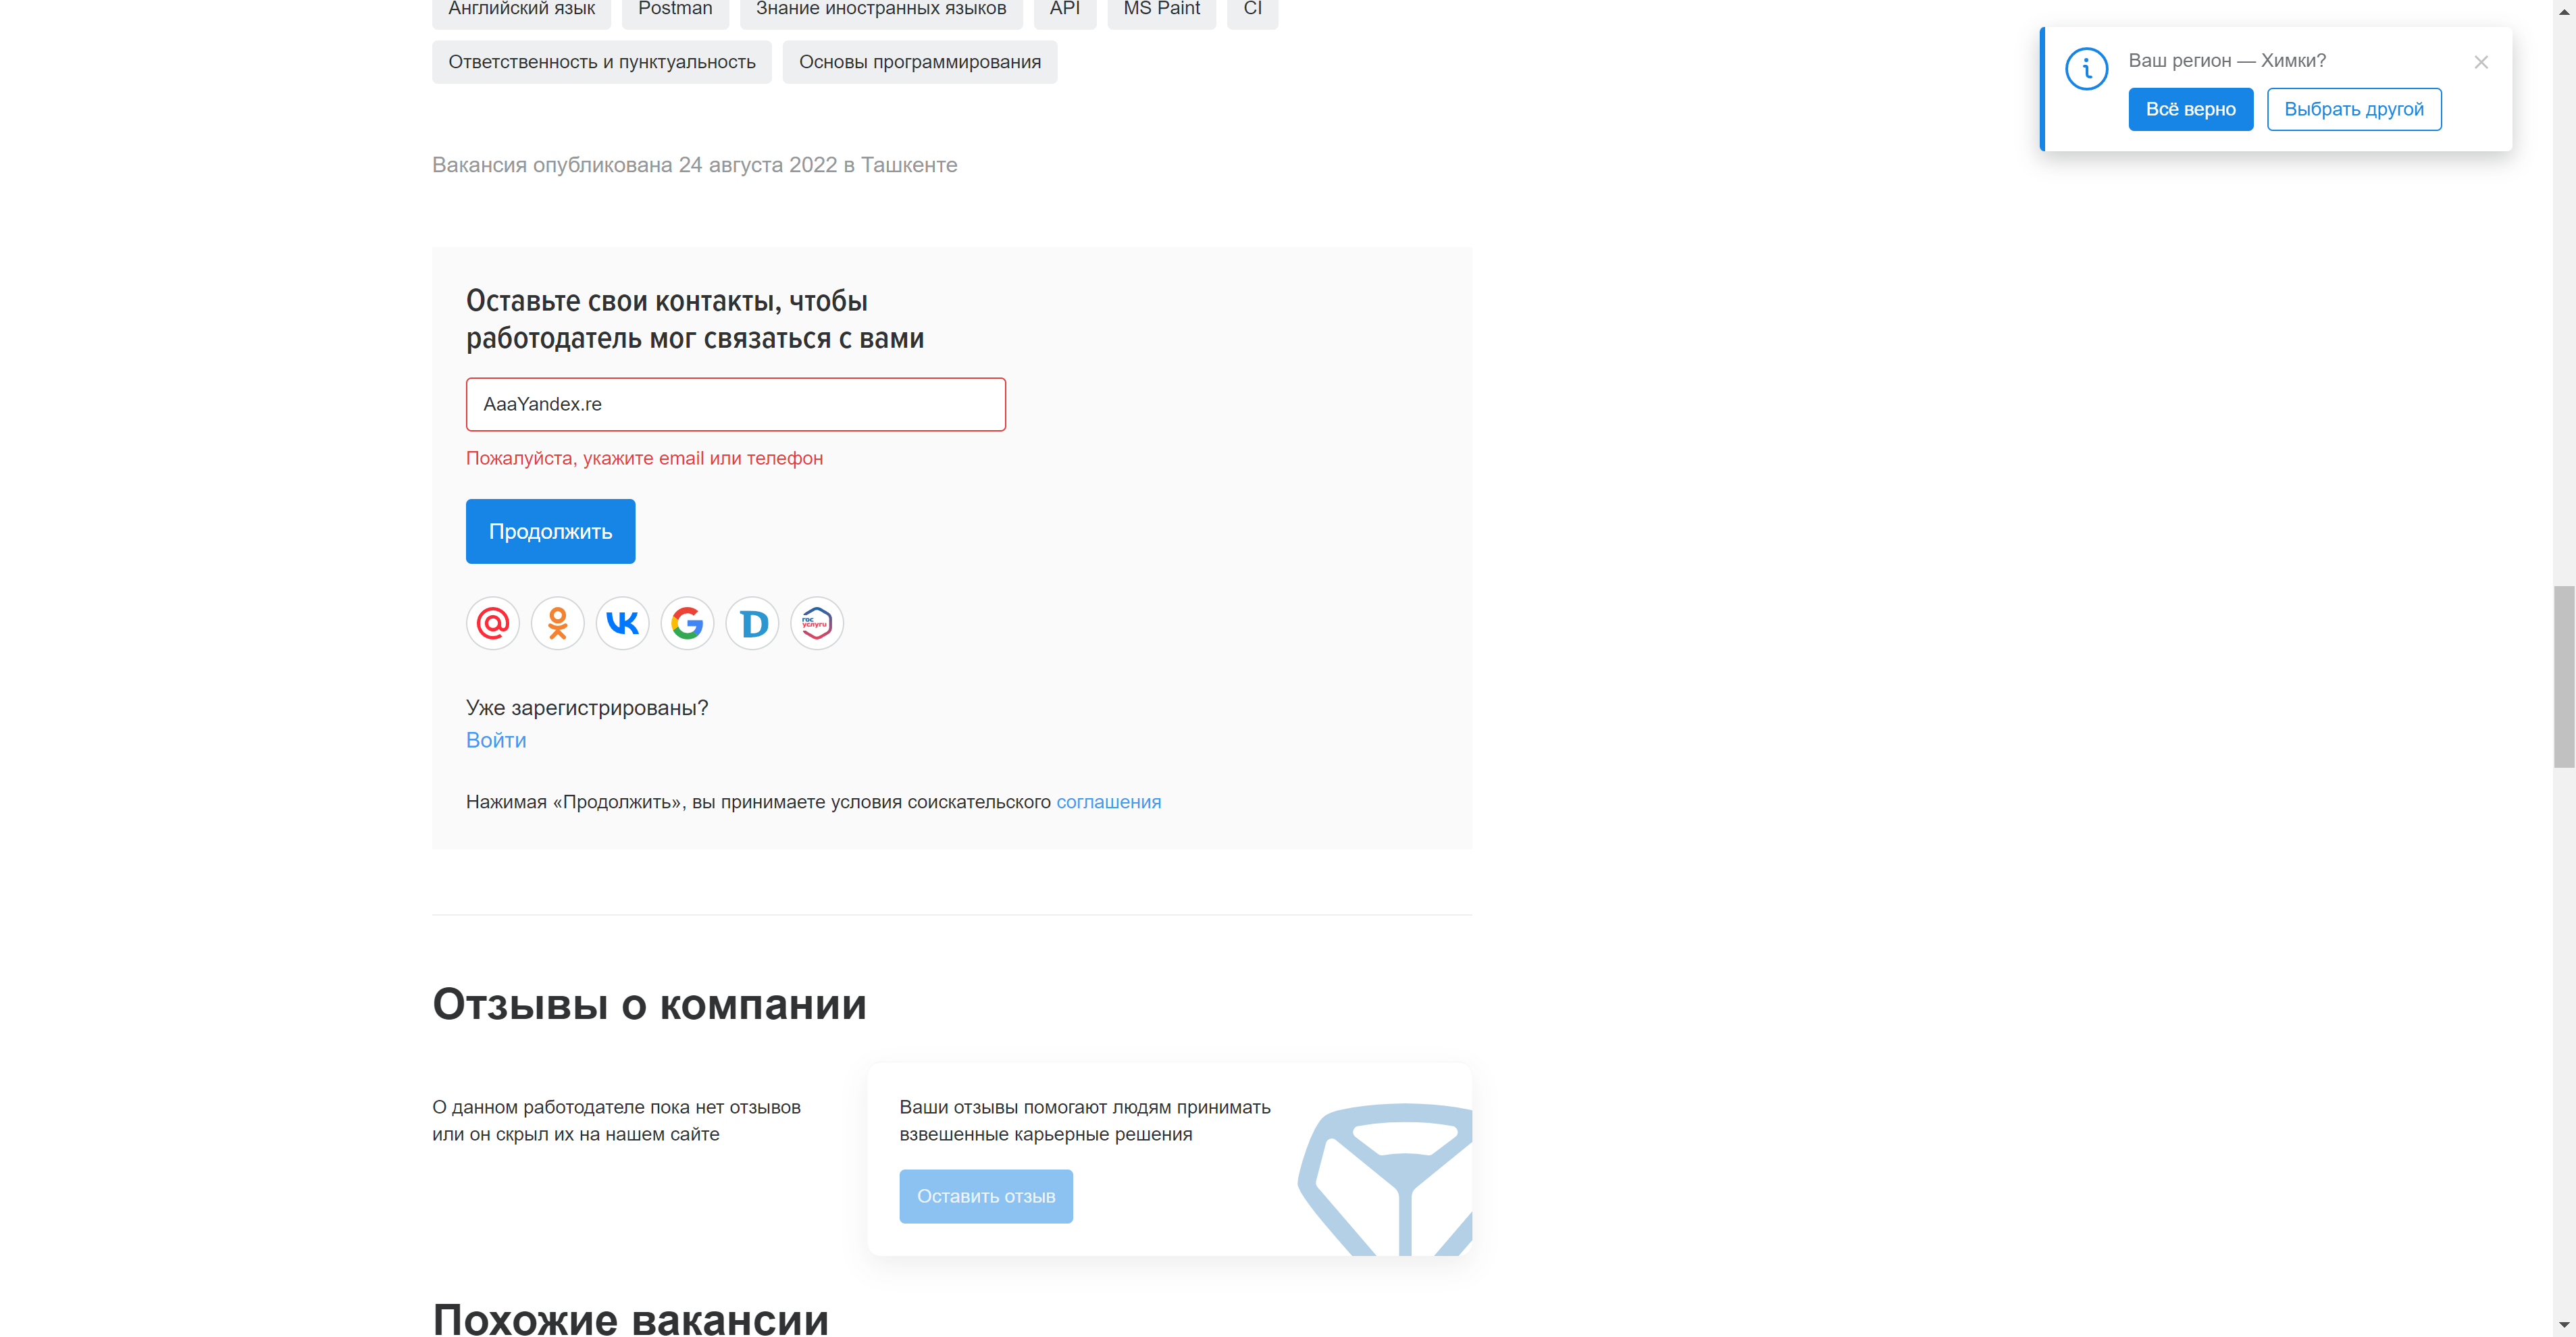 Английский язык Postman Знание иностранных языков API MS Paint CI
Ответственность и пунктуальность Основы программирования
Ваш регион — Химки?
Всё верно Выбрать другой
Вакансия опубликована 24 августа 2022 в Ташкенте
Оставьте свои контакты, чтобы
работодатель мог связаться с вами
AaaYandex.re
Пожалуйста, укажите email или телефон
Продолжить
гос
услуги
Уже зарегистрированы?
Войти
Нажимая «Продолжить», вы принимаете условия соискательского соглашения
Отзывы о компании
О данном работодателе пока нет отзывов
или он скрыл их на нашем сайте
Ваши отзывы помогают людям принимать
взвешенные карьерные решения
Оставить отзыв
Похожие вакансии